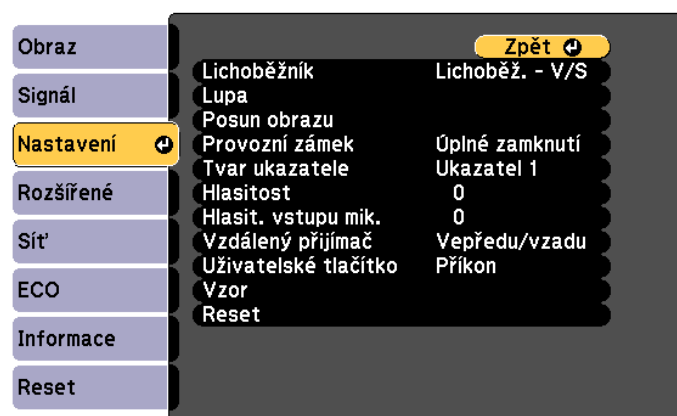 Obraz
Signál
Nastavení
Rozšířené
Síť
ECO
Informace
Reset
Zpět
Lichoběžník Lichoběž. - V/S
Lupa
Posun obrazu
Provozní zámek Úplné zamknutí
Tvar ukazatele Ukazatel 1
Hlasitost 0
Hlasit. vstupu mik. 0
Vzdálený přijímač Vepředu/vzadu
Uživatelské tlačítko Příkon
Vzor
Reset